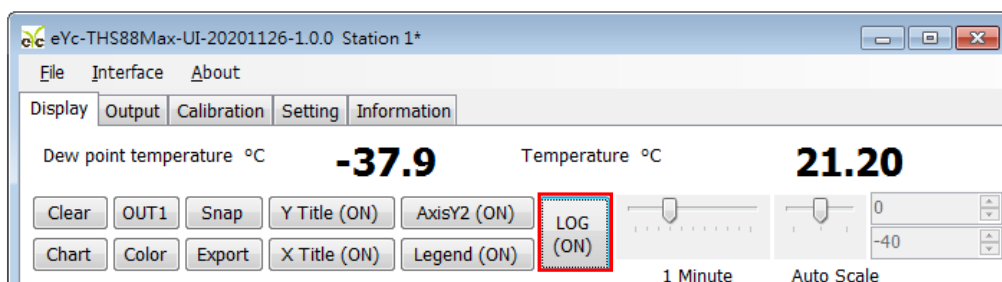 eYc-THS88Max-UI-20201126-1.0.0 Station 1*
File Interface About
Display Output Calibration Setting Information
Dew point temperature °C -37.9 Temperature °C 21.20
Clear OUT1 Snap Y Title (ON) AxisY2 (ON) LOG (ON) 0
Chart Color Export X Title (ON) Legend (ON) -40
1 Minute Auto Scale